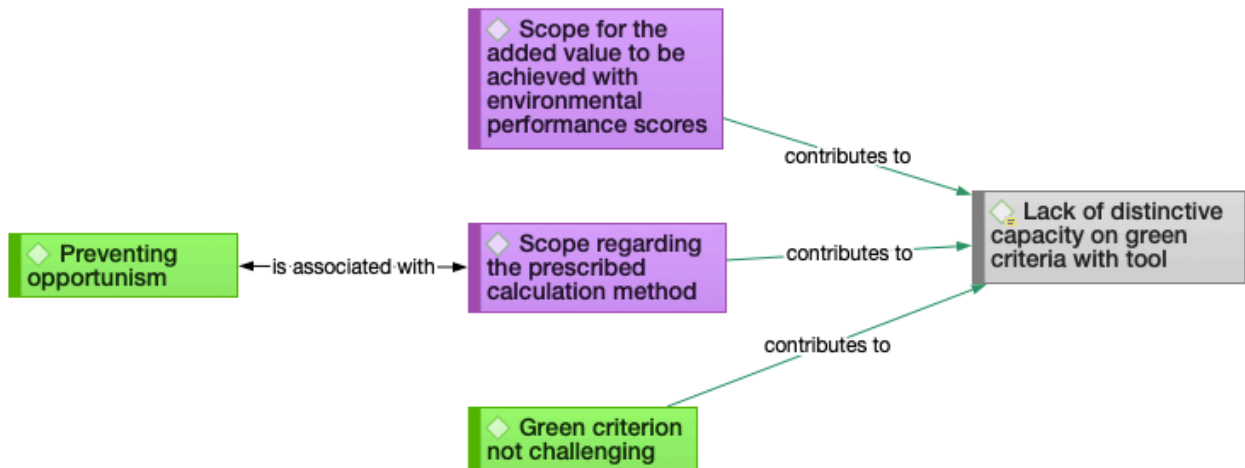 Scope for the
added value to be
achieved with
environmental
performance scores
contributes to
Preventing
opportunism
is associated with
Scope regarding
the prescribed
calculation method
contributes to
Lack of distinctive
capacity on green
criteria with tool
contributes to
Green criterion
not challenging